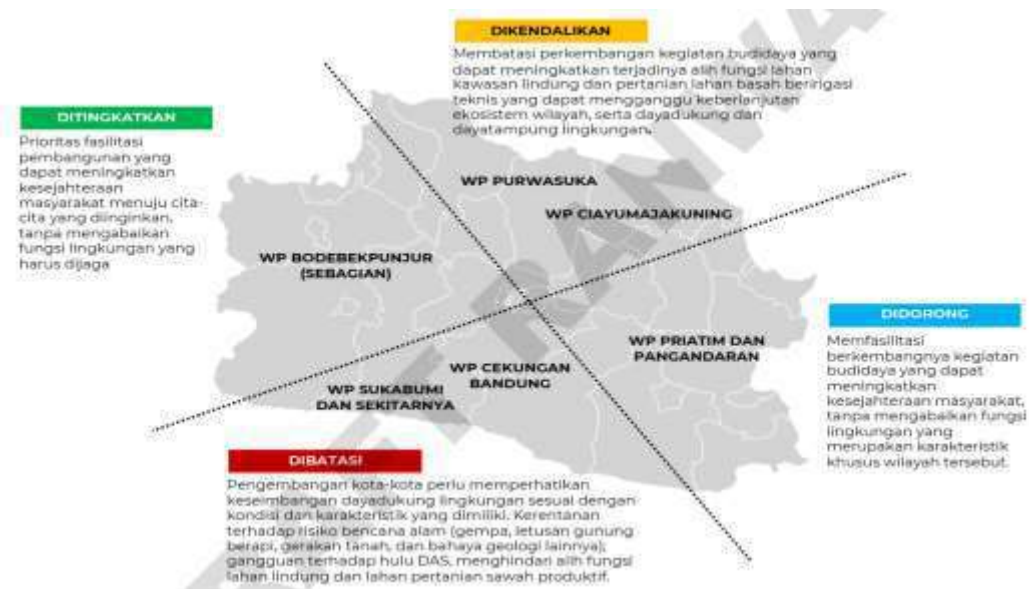 DIKENDALIKAN
Membatasi perkembangan kegiatan budidaya yang
dapat meningkatkan terjadinya alih fungsi lahan
kawasan lindung dan pertanian lahan basah beririgasi
teknis yang dapat mengganggu keberlanjutan
ekosistem wilayah, serta dayadukung dan
dayatampung lingkungan.
DITINGKATKAN
Prioritas fasilitasi
pembangunan yang
dapat meningkatkan
kesejahteraan
masyarakat menuju cita-
cita yang diinginkan,
tanpa mengabaikan
fungsi lingkungan yang
harus dijaga
WP PURWASUKA
WP CIAYUMAJAKUNING
WP BODEBEKPUNJUR
(SEBAGIAN)
WP PRIATIM DAN
PANGANDARAN
WP CEKUNGAN
BANDUNG
WP SUKABUMI
DAN SEKITARNYA
DIDORONG
Memfasilitasi
berkembangnya kegiatan
budidaya yang dapat
meningkatkan
kesejahteraan masyarakat,
tanpa mengabaikan fungsi
lingkungan yang
merupakan karakteristik
khusus wilayah tersebut.
DIBATASI
Pengembangan kota-kota perlu memperhatikan
keseimbangan dayadukung lingkungan sesuai dengan
kondisi dan karakteristik yang dimiliki. Kerentanan
terhadap risiko bencana alam (gempa, letusan gunung
berapi, gerakan tanah, dan bahaya geologi lainnya);
gangguan terhadap hulu DAS, menghindari alih fungsi
lahan lindung dan lahan pertanian sawah produktif.